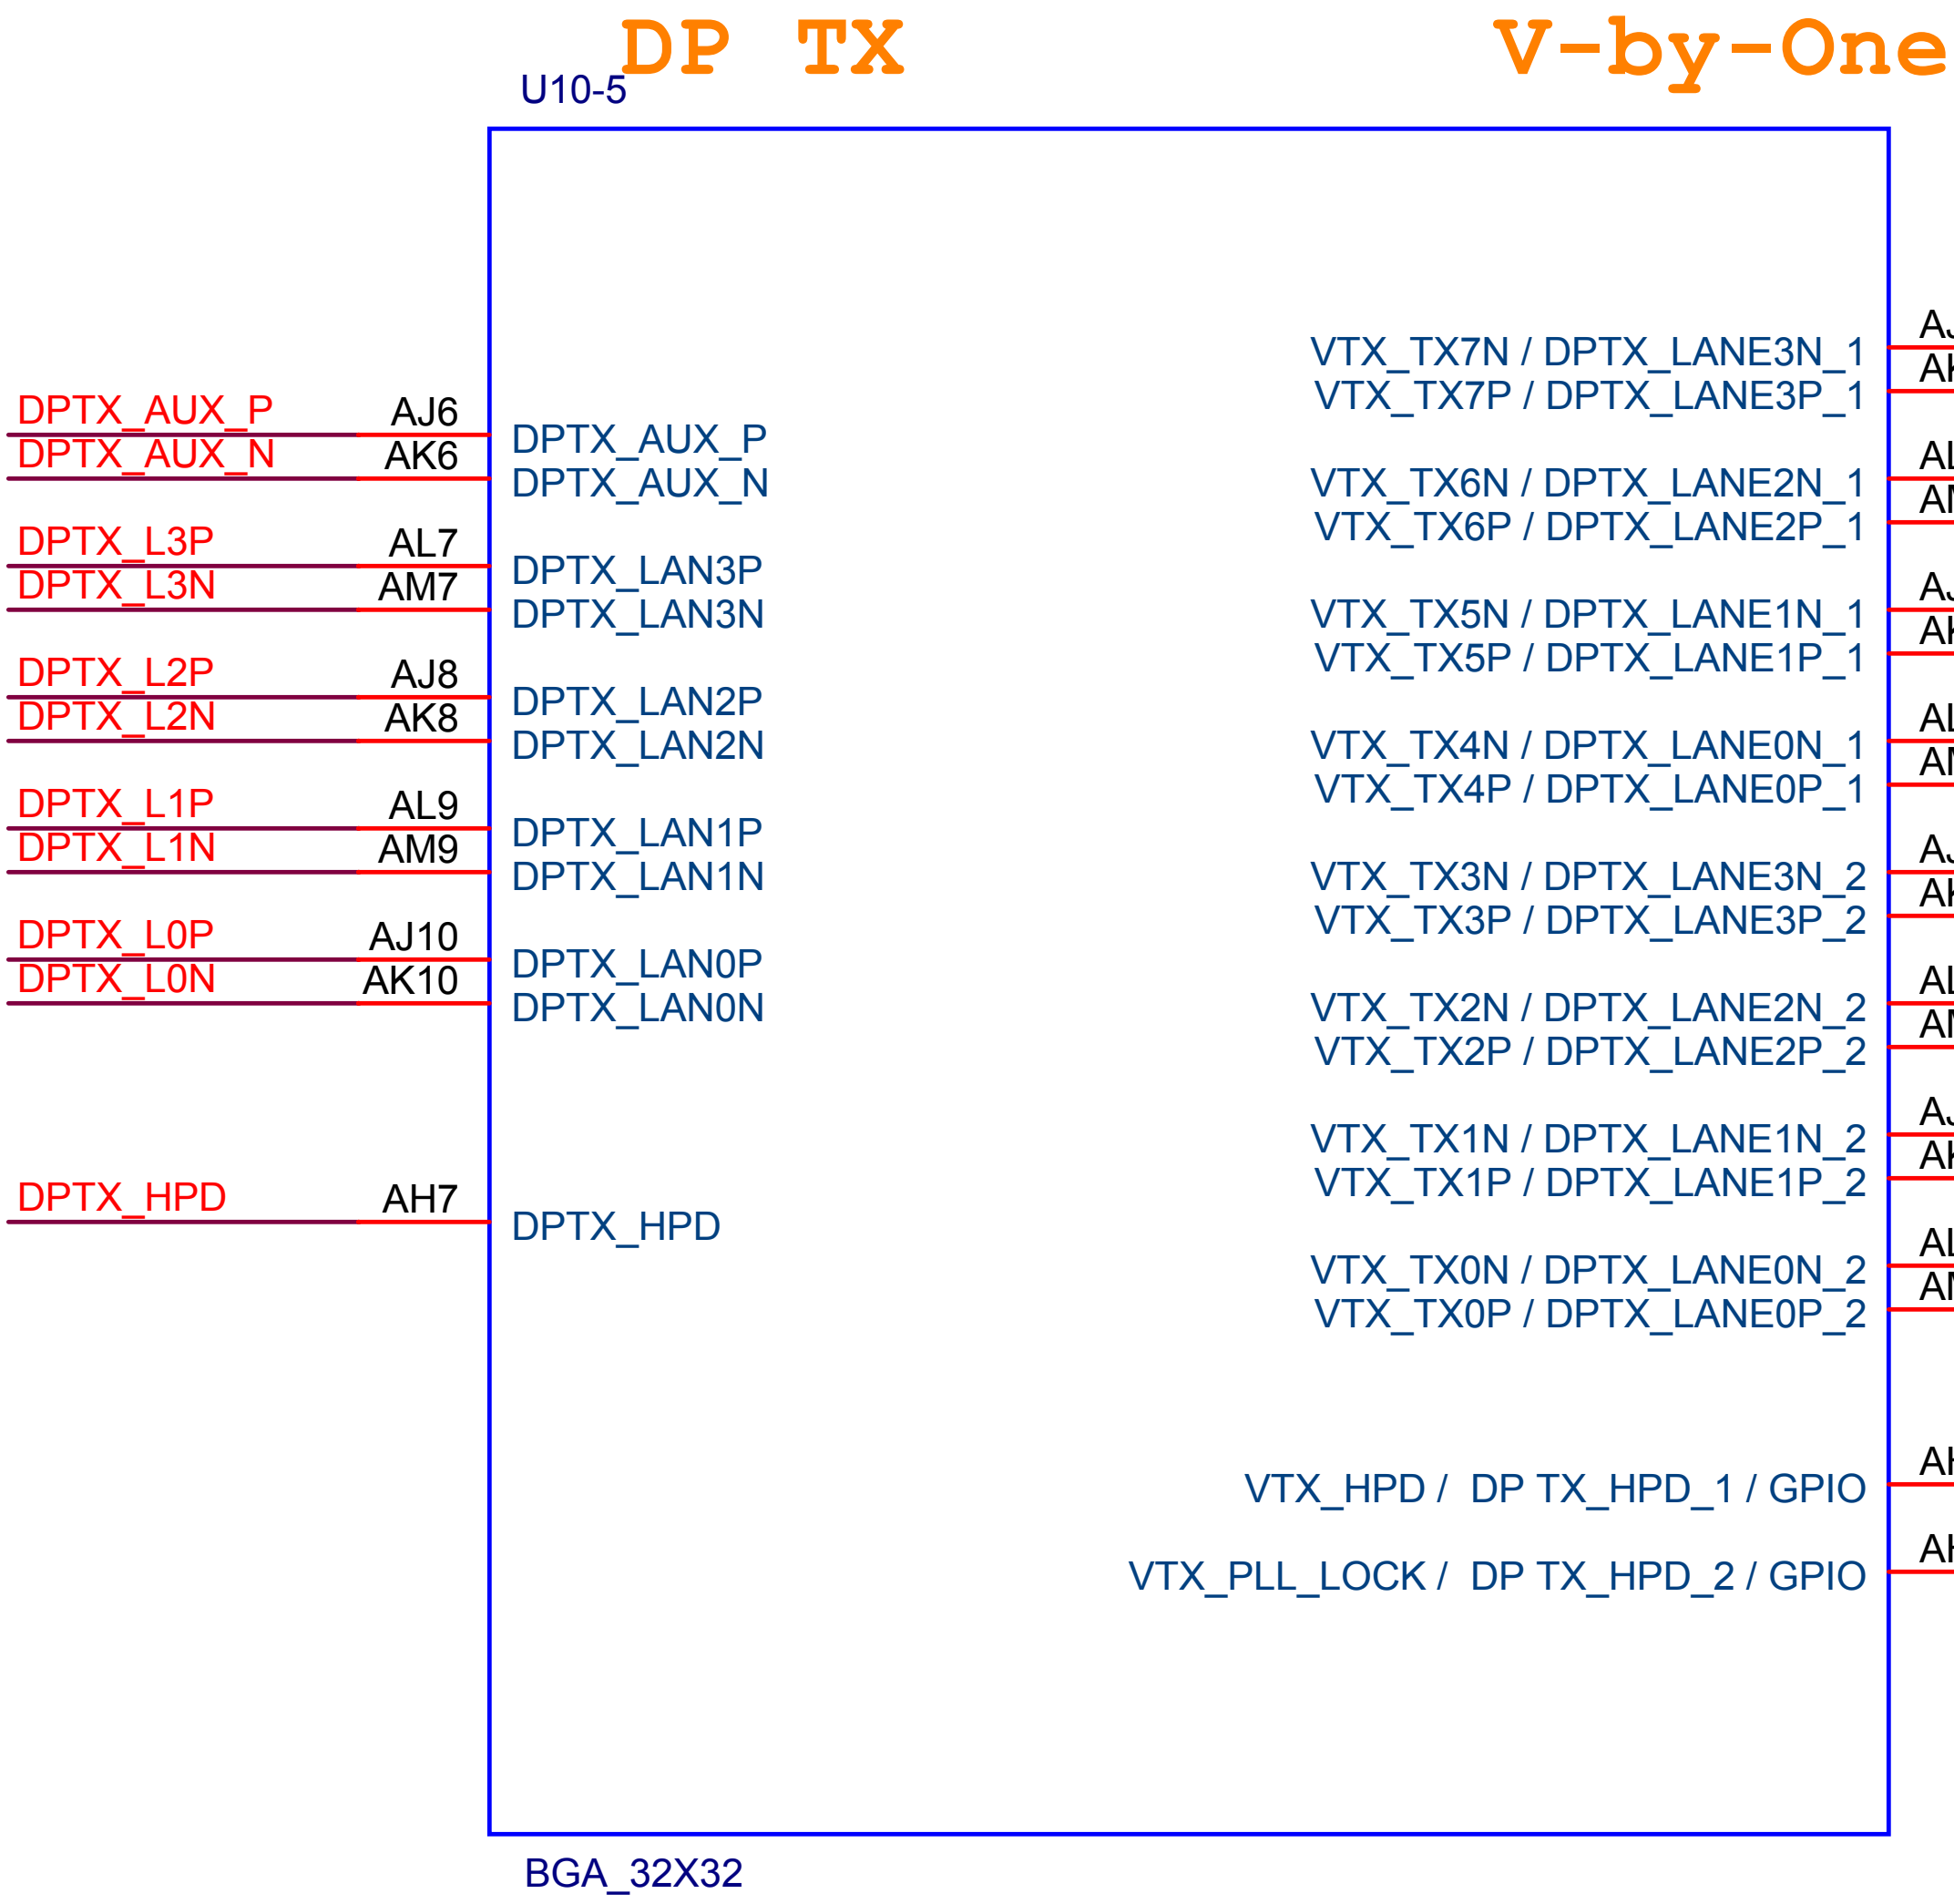 DP TX
V-by-One
U10-5
DPTX_AUX_P AJ6 DPTX_AUX_P
DPTX_AUX_N AK6 DPTX_AUX_N
DPTX_L3P AL7 DPTX_LAN3P
DPTX_L3N AM7 DPTX_LAN3N
DPTX_L2P AJ8 DPTX_LAN2P
DPTX_L2N AK8 DPTX_LAN2N
DPTX_L1P AL9 DPTX_LAN1P
DPTX_L1N AM9 DPTX_LAN1N
DPTX_L0P AJ10 DPTX_LAN0P
DPTX_L0N AK10 DPTX_LAN0N
DPTX_HPD AH7 DPTX_HPD
VTX_TX7N / DPTX_LANE3N_1
VTX_TX7P / DPTX_LANE3P_1
VTX_TX6N / DPTX_LANE2N_1
VTX_TX6P / DPTX_LANE2P_1
VTX_TX5N / DPTX_LANE1N_1
VTX_TX5P / DPTX_LANE1P_1
VTX_TX4N / DPTX_LANE0N_1
VTX_TX4P / DPTX_LANE0P_1
VTX_TX3N / DPTX_LANE3N_2
VTX_TX3P / DPTX_LANE3P_2
VTX_TX2N / DPTX_LANE2N_2
VTX_TX2P / DPTX_LANE2P_2
VTX_TX1N / DPTX_LANE1N_2
VTX_TX1P / DPTX_LANE1P_2
VTX_TX0N / DPTX_LANE0N_2
VTX_TX0P / DPTX_LANE0P_2
VTX_HPD / DP TX_HPD_1 / GPIO
VTX_PLL_LOCK / DP TX_HPD_2 / GPIO
BGA_32X32